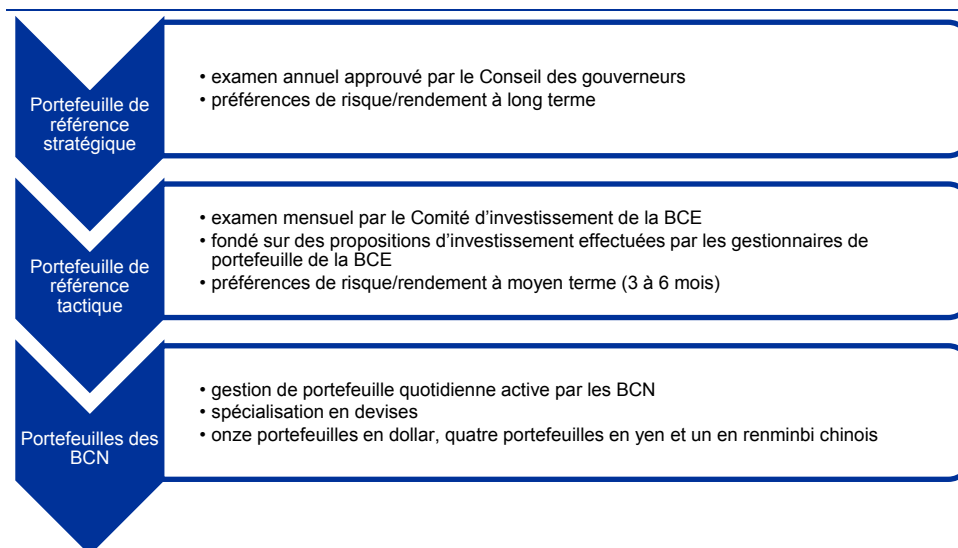 Portefeuille de
référence
stratégique
• examen annuel approuvé par le Conseil des gouverneurs
• préférences de risque/rendement à long terme
Portefeuille de
référence
tactique
• examen mensuel par le Comité d’investissement de la BCE
• fondé sur des propositions d’investissement effectuées par les gestionnaires de
portefeuille de la BCE
• préférences de risque/rendement à moyen terme (3 à 6 mois)
Portefeuilles des
BCN
• gestion de portefeuille quotidienne active par les BCN
• spécialisation en devises
• onze portefeuilles en dollar, quatre portefeuilles en yen et un en renminbi chinois